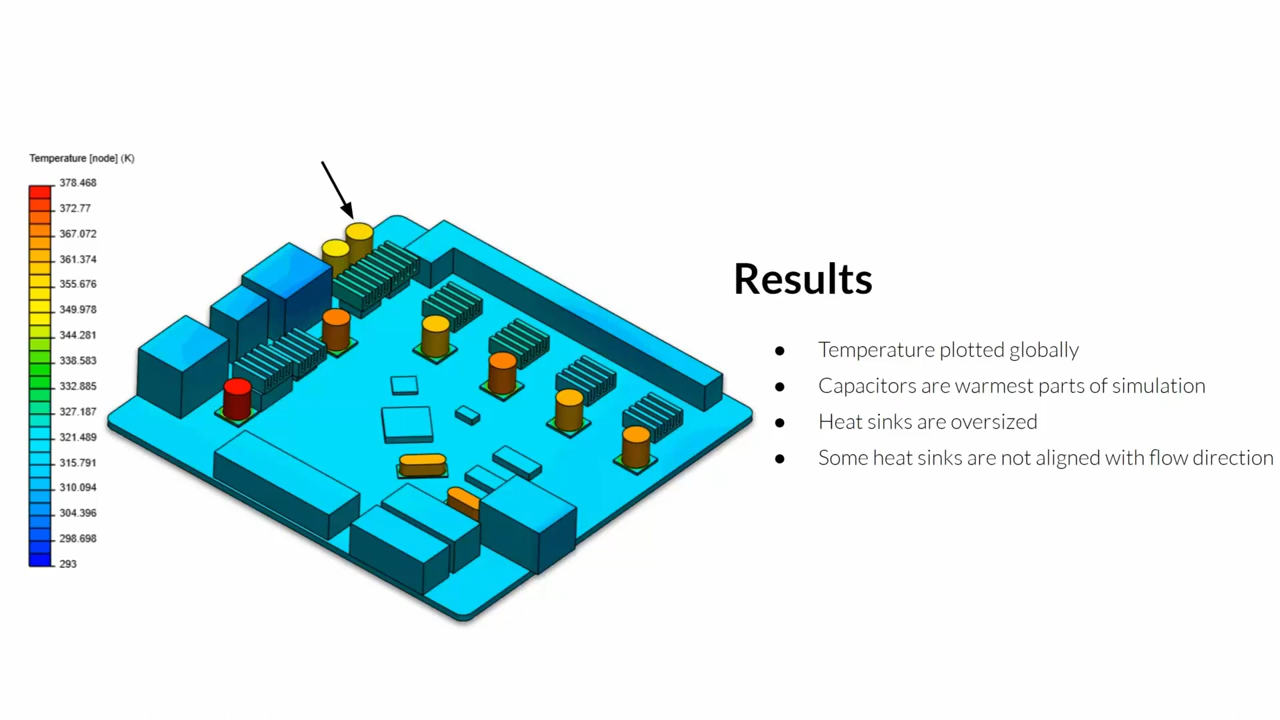 Temperature [node] (K)
378.468
372.77
367.072
361.374
355.676
349.978
344.281
338.583
332.885
327.187
321.489
315.791
310.094
304.396
298.698
293
Results
● Temperature plotted globally
● Capacitors are warmest parts of simulation
● Heat sinks are oversized
● Some heat sinks are not aligned with flow direction